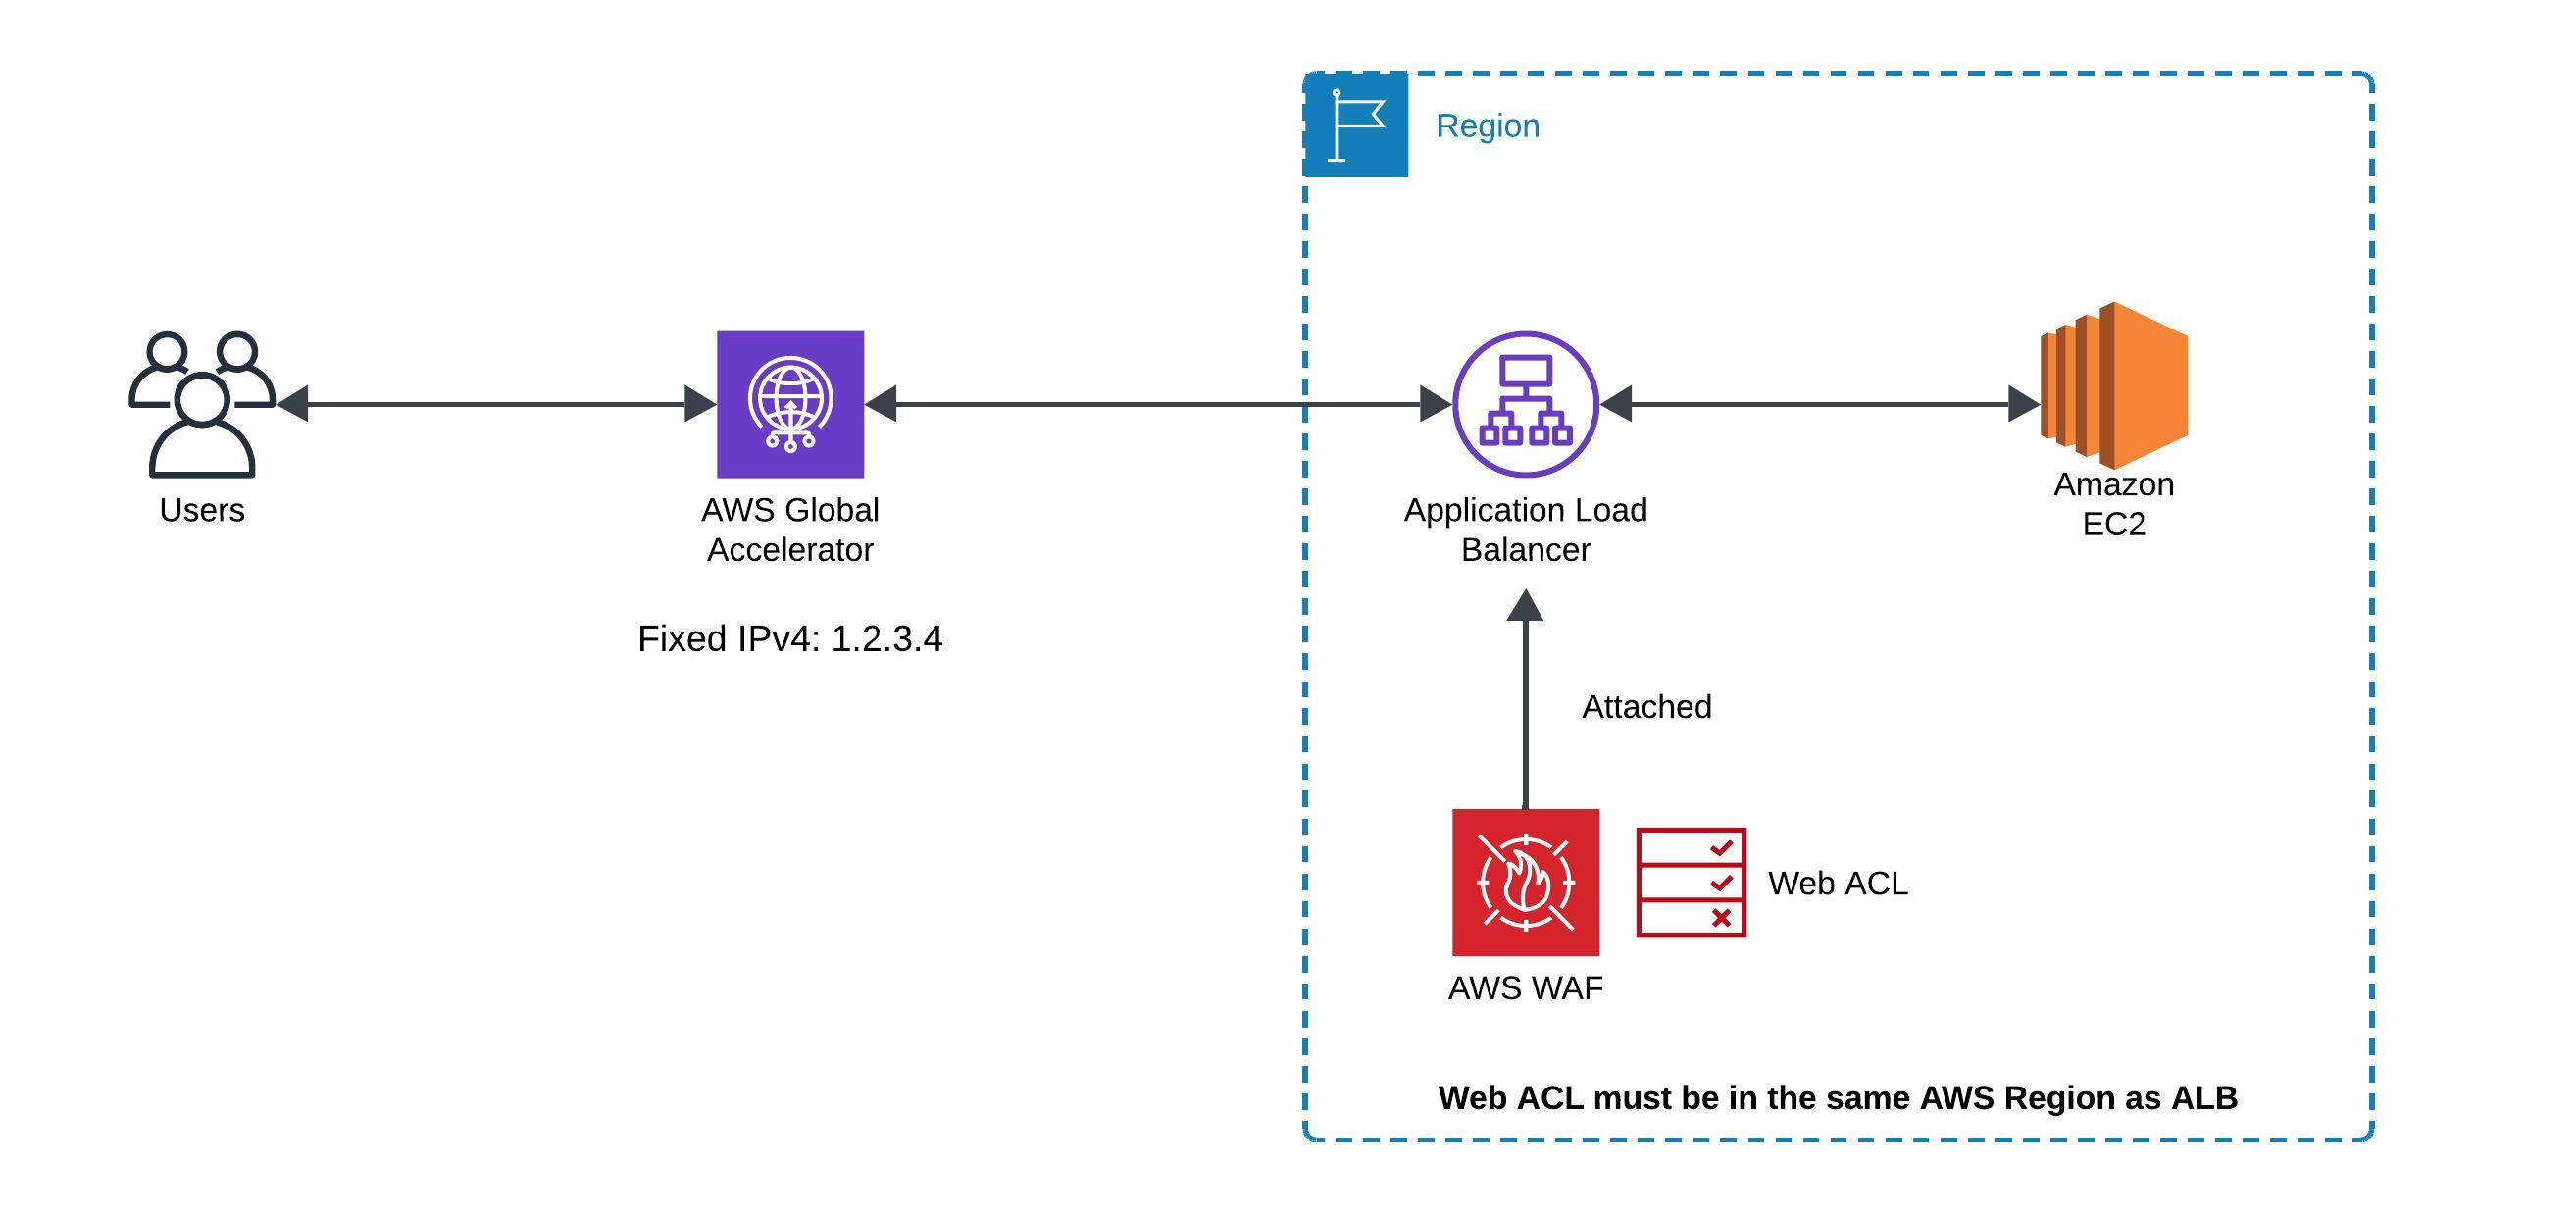 Region
Users
AWS Global
Accelerator
Fixed IPv4: 1.2.3.4
Application Load
Balancer
Amazon
EC2
Attached
Web ACL
AWS WAF
Web ACL must be in the same AWS Region as ALB